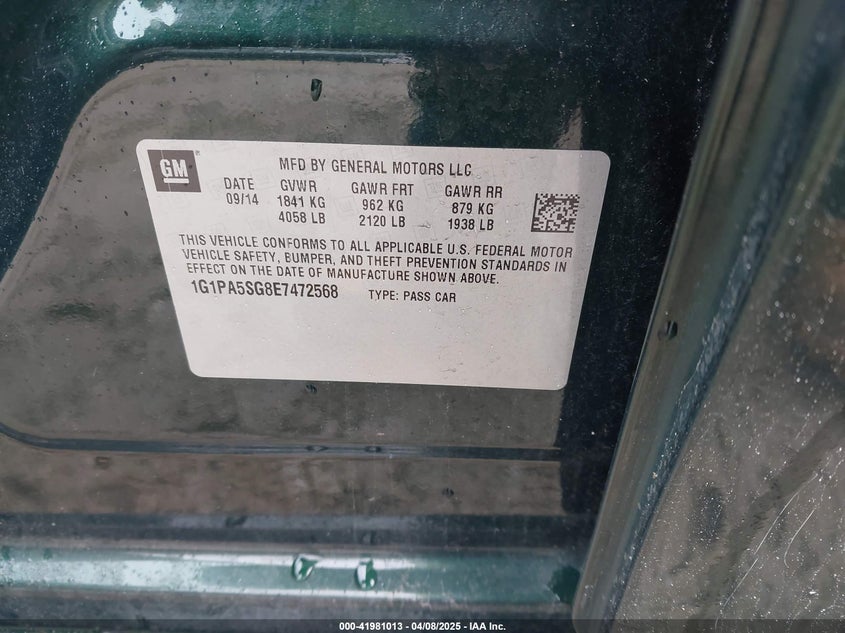 GM
MFD BY GENERAL MOTORS LLC
DATE GVWR GAWR FRT GAWR RR
09/14 1841 KG 962 KG 879 KG
4058 LB 2120 LB 1938 LB
THIS VEHICLE CONFORMS TO ALL APPLICABLE U.S. FEDERAL MOTOR
VEHICLE SAFETY, BUMPER, AND THEFT PREVENTION STANDARDS IN
EFFECT ON THE DATE OF MANUFACTURE SHOWN ABOVE.
1G1PA5SG8E7472568 TYPE: PASS CAR
000-41981013 - 04/08/2025 - IAA Inc.